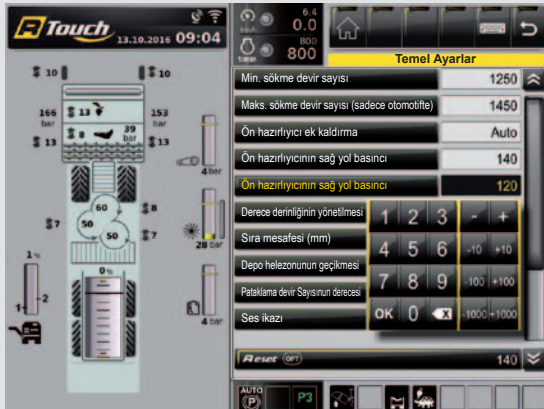 R Touch
13.10.2016 09:04
10
10
166
bar
13
153
bar
8
39
bar
13
13
4
bar
60
50
50
8
7
7
28 bar
1 %
0 %
1
2
4
bar
6.4
0.0
800
800
Temel Ayarlar
Min. sökme devir sayısı 1250
Maks. sökme devir sayısı (sadece otomotifte) 1450
Ön hazırlıyıcı ek kaldırma Auto
Ön hazırlıyıcının sağ yol basıncı 140
Ön hazırlıyıcının sağ yol basıncı 120
Derece derinliğinin yönetilmesi
Sıra mesafesi (mm)
Depo helezonunun geçikmesi
Pataklama devir Sayısının derecesi
Ses ikazı
1 2 3 - +
4 5 6 -10 +10
7 8 9 -100 +100
OK 0 -1000 +1000
Reset OPT 140
AUTO
P
P3